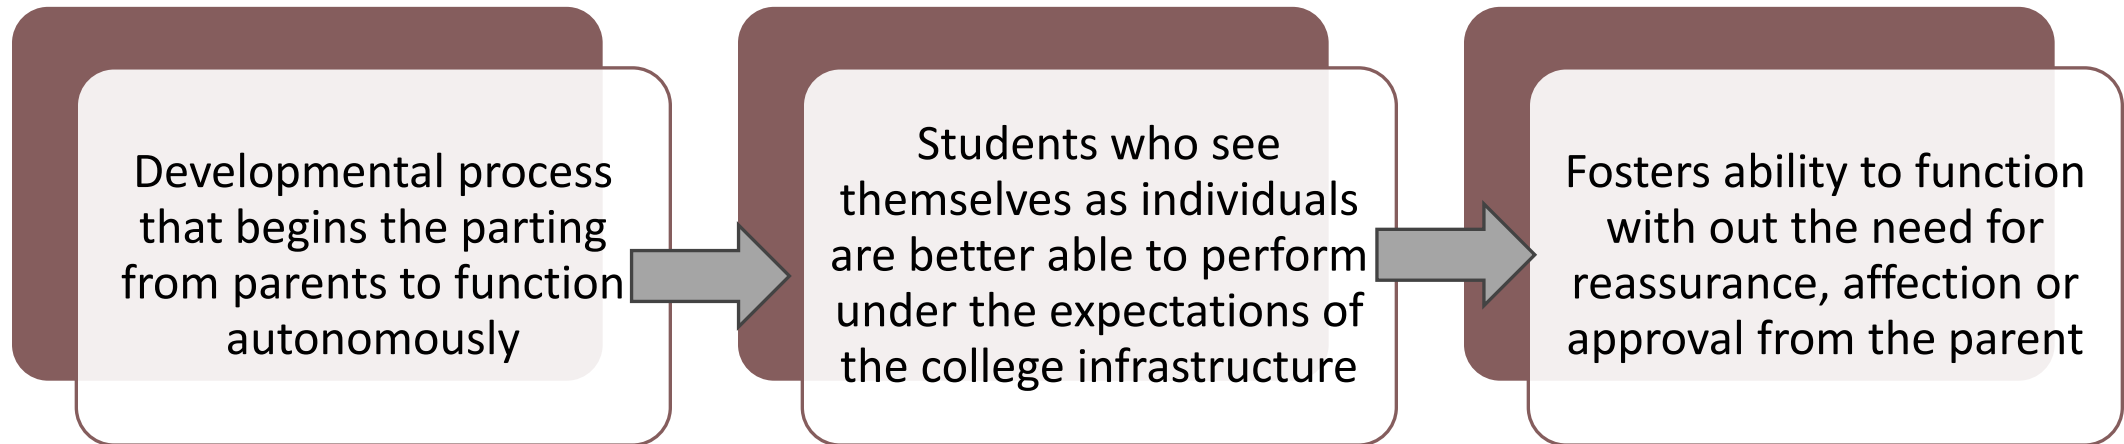 Developmental process
that begins the parting
from parents to function
autonomously
Students who see
themselves as individuals
are better able to perform
under the expectations of
the college infrastructure
Fosters ability to function
with out the need for
reassurance, affection or
approval from the parent